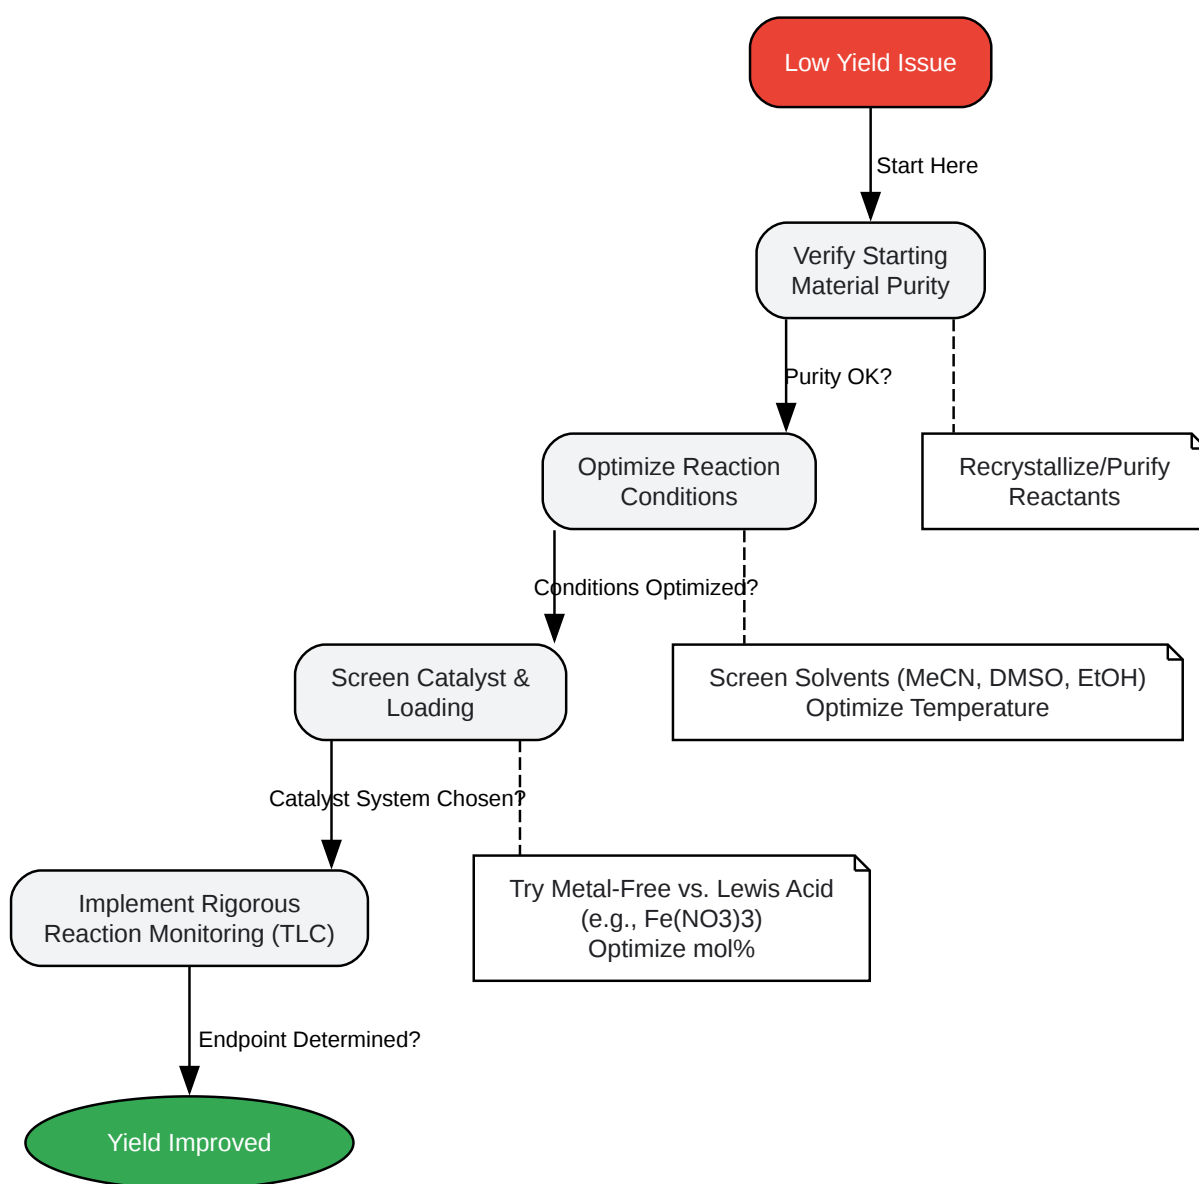 Low Yield Issue
Start Here
Verify Starting
Material Purity
Purity OK?
Optimize Reaction
Conditions
Recrystallize/Purify
Reactants
Conditions Optimized?
Screen Catalyst &
Loading
Screen Solvents (MeCN, DMSO, EtOH)
Optimize Temperature
Catalyst System Chosen?
Implement Rigorous
Reaction Monitoring (TLC)
Try Metal-Free vs. Lewis Acid
(e.g., Fe(NO3)3)
Optimize mol%
Endpoint Determined?
Yield Improved